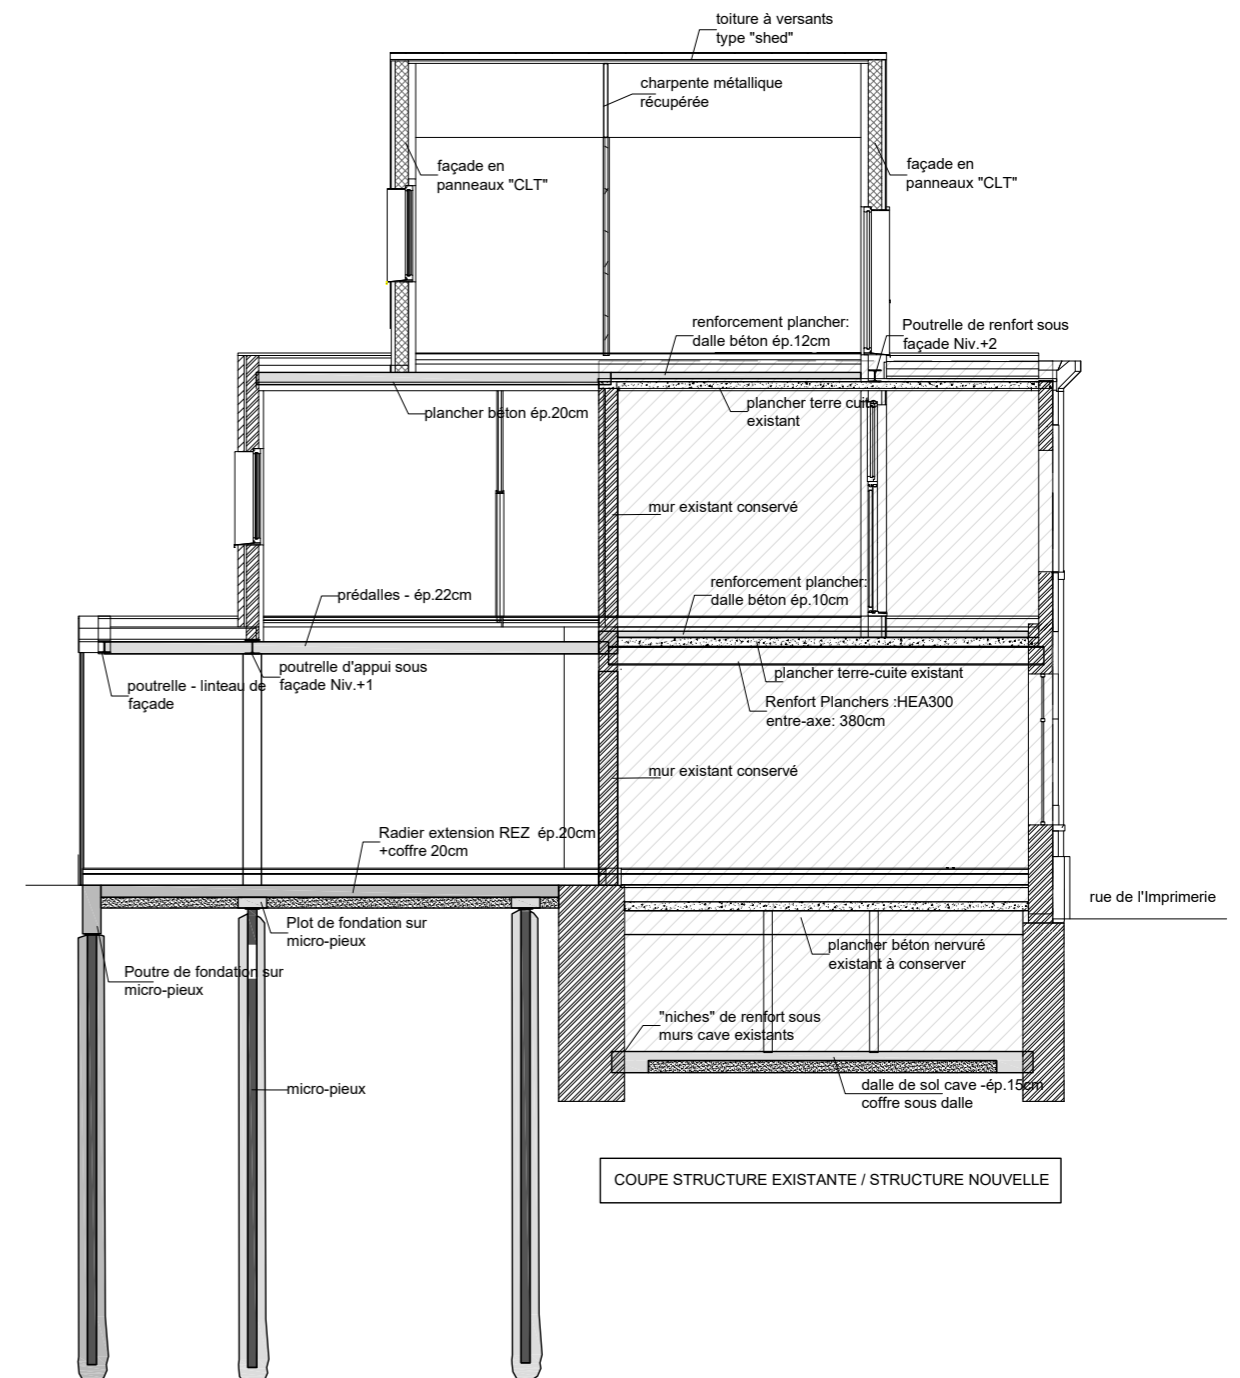 toiture à versants
type "shed"
charpente métallique
récupérée
façade en
panneaux "CLT"
façade en
panneaux "CLT"
renforcement plancher:
dalle béton ép.12cm
Poutrelle de renfort sous
façade Niv.+2
plancher béton ép.20cm
plancher terre cuite
existant
mur existant conservé
renforcement plancher:
dalle béton ép.10cm
prédalles - ép.22cm
poutrelle d'appui sous
façade Niv.+1
poutrelle - linteau de
façade
plancher terre-cuite existant
Renfort Planchers :HEA300
entre-axe: 380cm
mur existant conservé
Radier extension REZ ép.20cm
+coffre 20cm
rue de l'Imprimerie
Plot de fondation sur
micro-pieux
plancher béton nervuré
existant à conserver
Poutre de fondation sur
micro-pieux
"niches" de renfort sous
murs cave existants
micro-pieux
dalle de sol cave -ép.15cm
coffre sous dalle
COUPE STRUCTURE EXISTANTE / STRUCTURE NOUVELLE